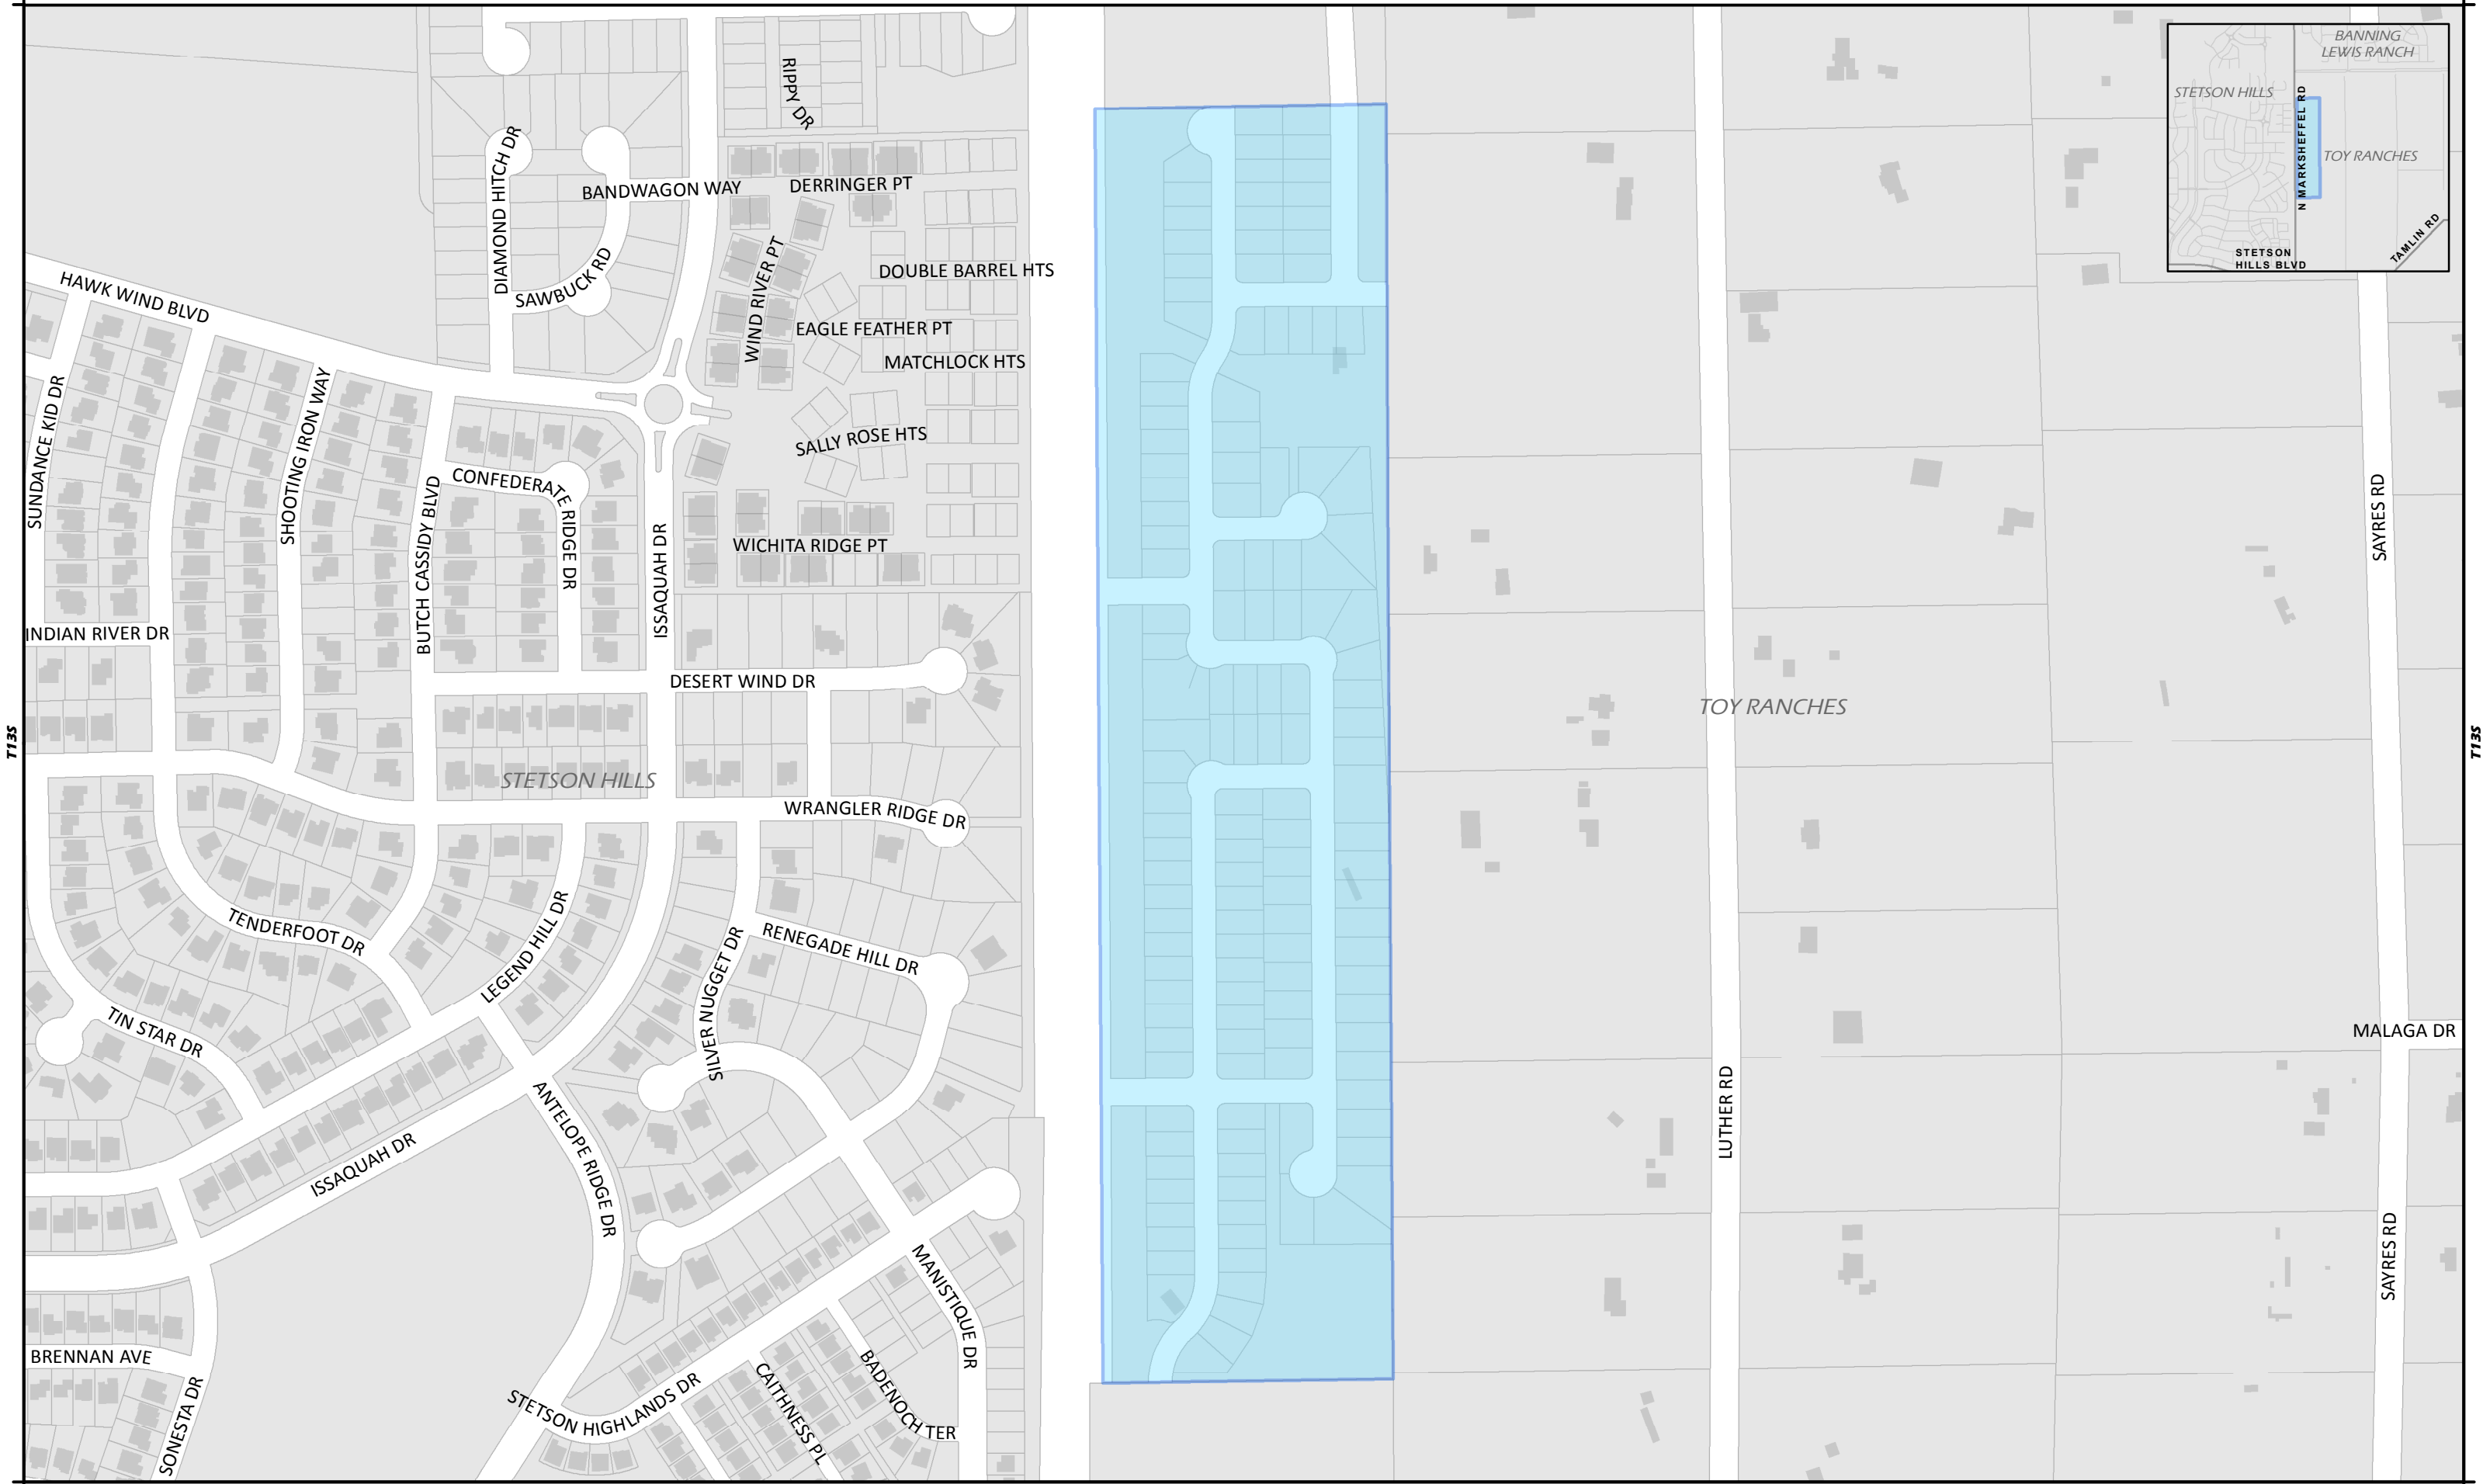 BANNING
LEWIS RANCH
STETSON HILLS
N MARKSHEFFEL RD
TOY RANCHES
TAMLIN RD
STETSON
HILLS BLVD
RIPPY DR
DIAMOND HITCH DR
BANDWAGON WAY
DERRINGER PT
SAWBUCK RD
WIND RIVER PT
DOUBLE BARREL HTS
HAWK WIND BLVD
EAGLE FEATHER PT
MATCHLOCK HTS
SUNDANCE KID DR
SHOOTING IRON WAY
SALLY ROSE HTS
CONFEDERATE RIDGE DR
BUTCH CASSIDY BLVD
ISSAQUAH DR
WICHITA RIDGE PT
SAYRES RD
INDIAN RIVER DR
DESERT WIND DR
TOY RANCHES
T13S
T13S
STETSON HILLS
WRANGLER RIDGE DR
TENDERFOOT DR
LEGEND HILL DR
RENEGADE HILL DR
SILVER NUGGET DR
TIN STAR DR
MALAGA DR
LUTHER RD
ANTELOPE RIDGE DR
ISSAQUAH DR
SAYRES RD
MANISTIQUE DR
BRENNAN AVE
SONESTA DR
STETSON HIGHLANDS DR
CAITHNESS PL
BADENOCH TER